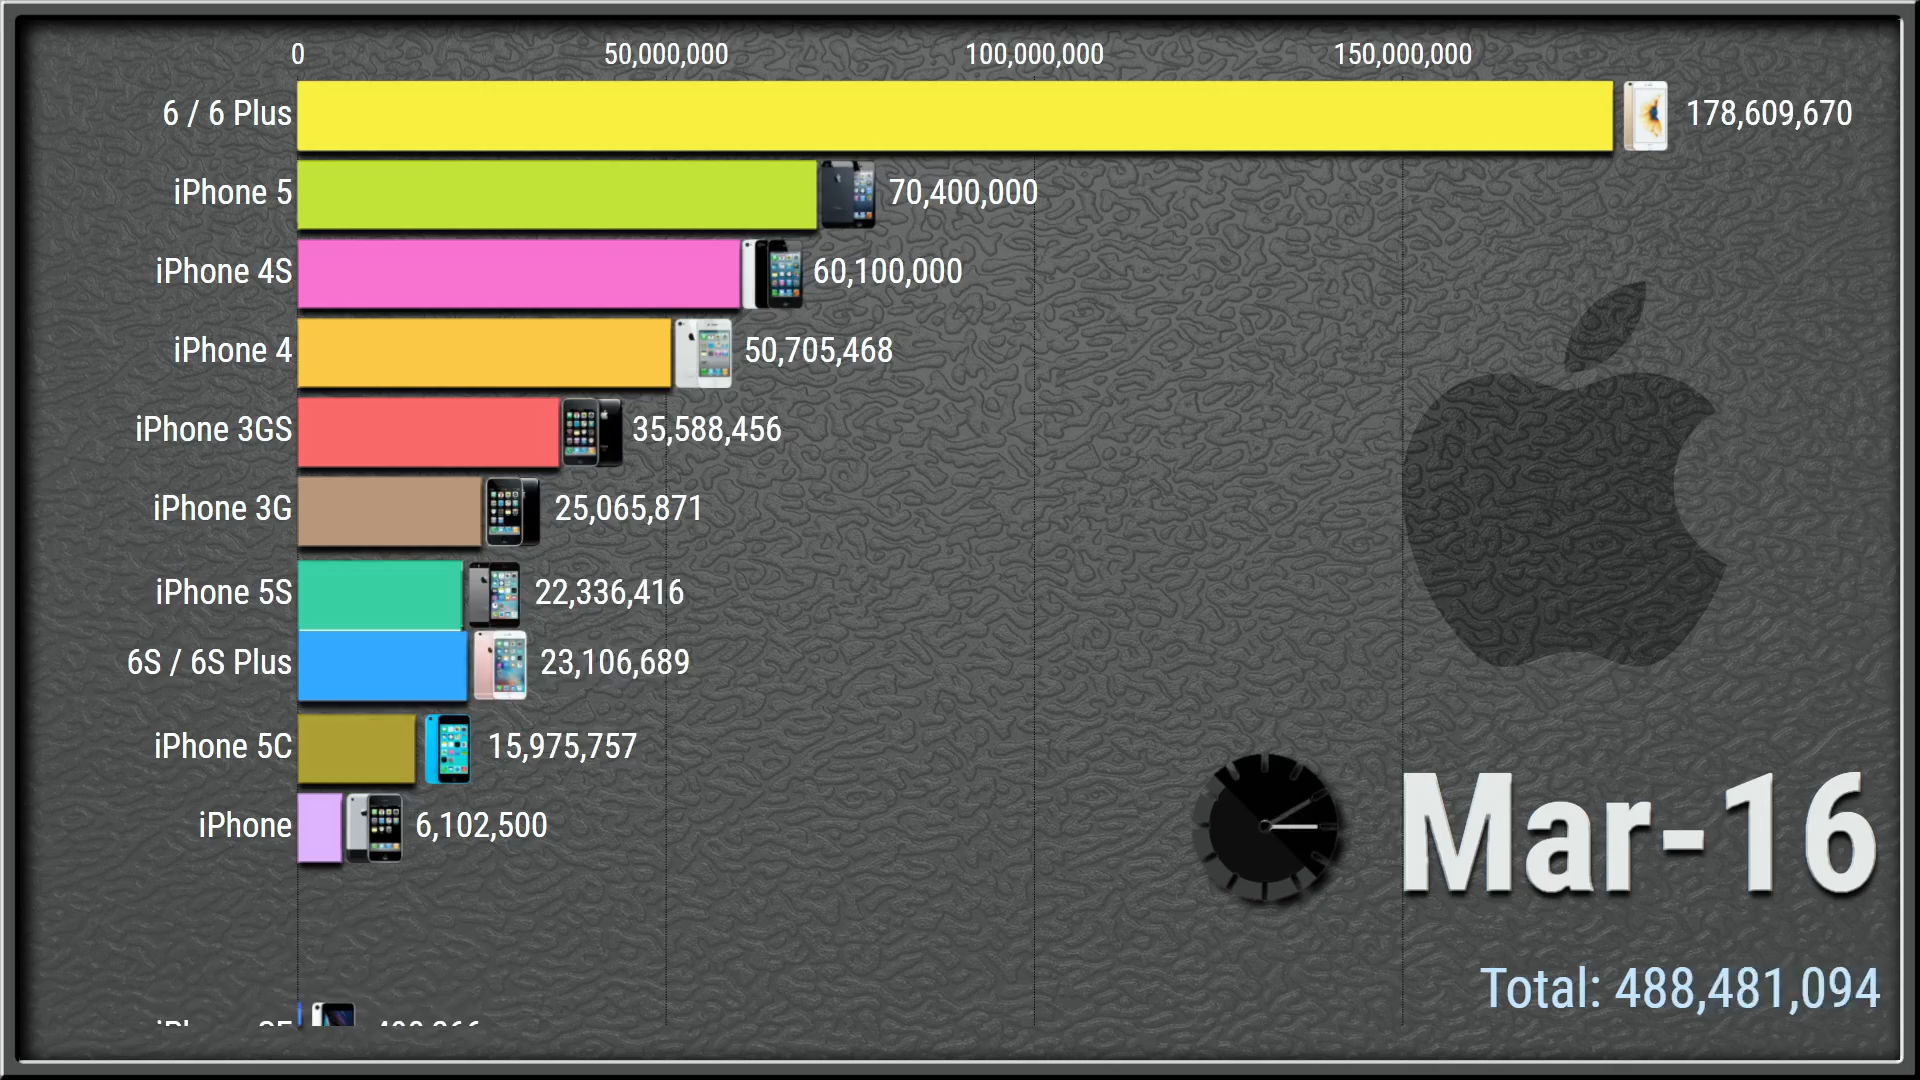 0 50,000,000 100,000,000 150,000,000
6 / 6 Plus 178,609,670
iPhone 5 70,400,000
iPhone 4S 60,100,000
iPhone 4 50,705,468
iPhone 3GS 35,588,456
iPhone 3G 25,065,871
iPhone 5S 22,336,416
6S / 6S Plus 23,106,689
iPhone 5C 15,975,757
iPhone 6,102,500
Mar-16
Total: 488,481,094